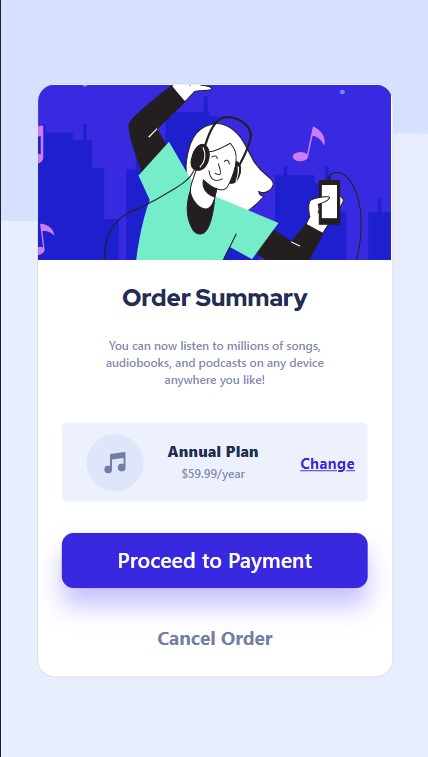 Order Summary
You can now listen to millions of songs,
audiobooks, and podcasts on any device
anywhere you like!
Annual Plan
$59.99/year
Change
Proceed to Payment
Cancel Order